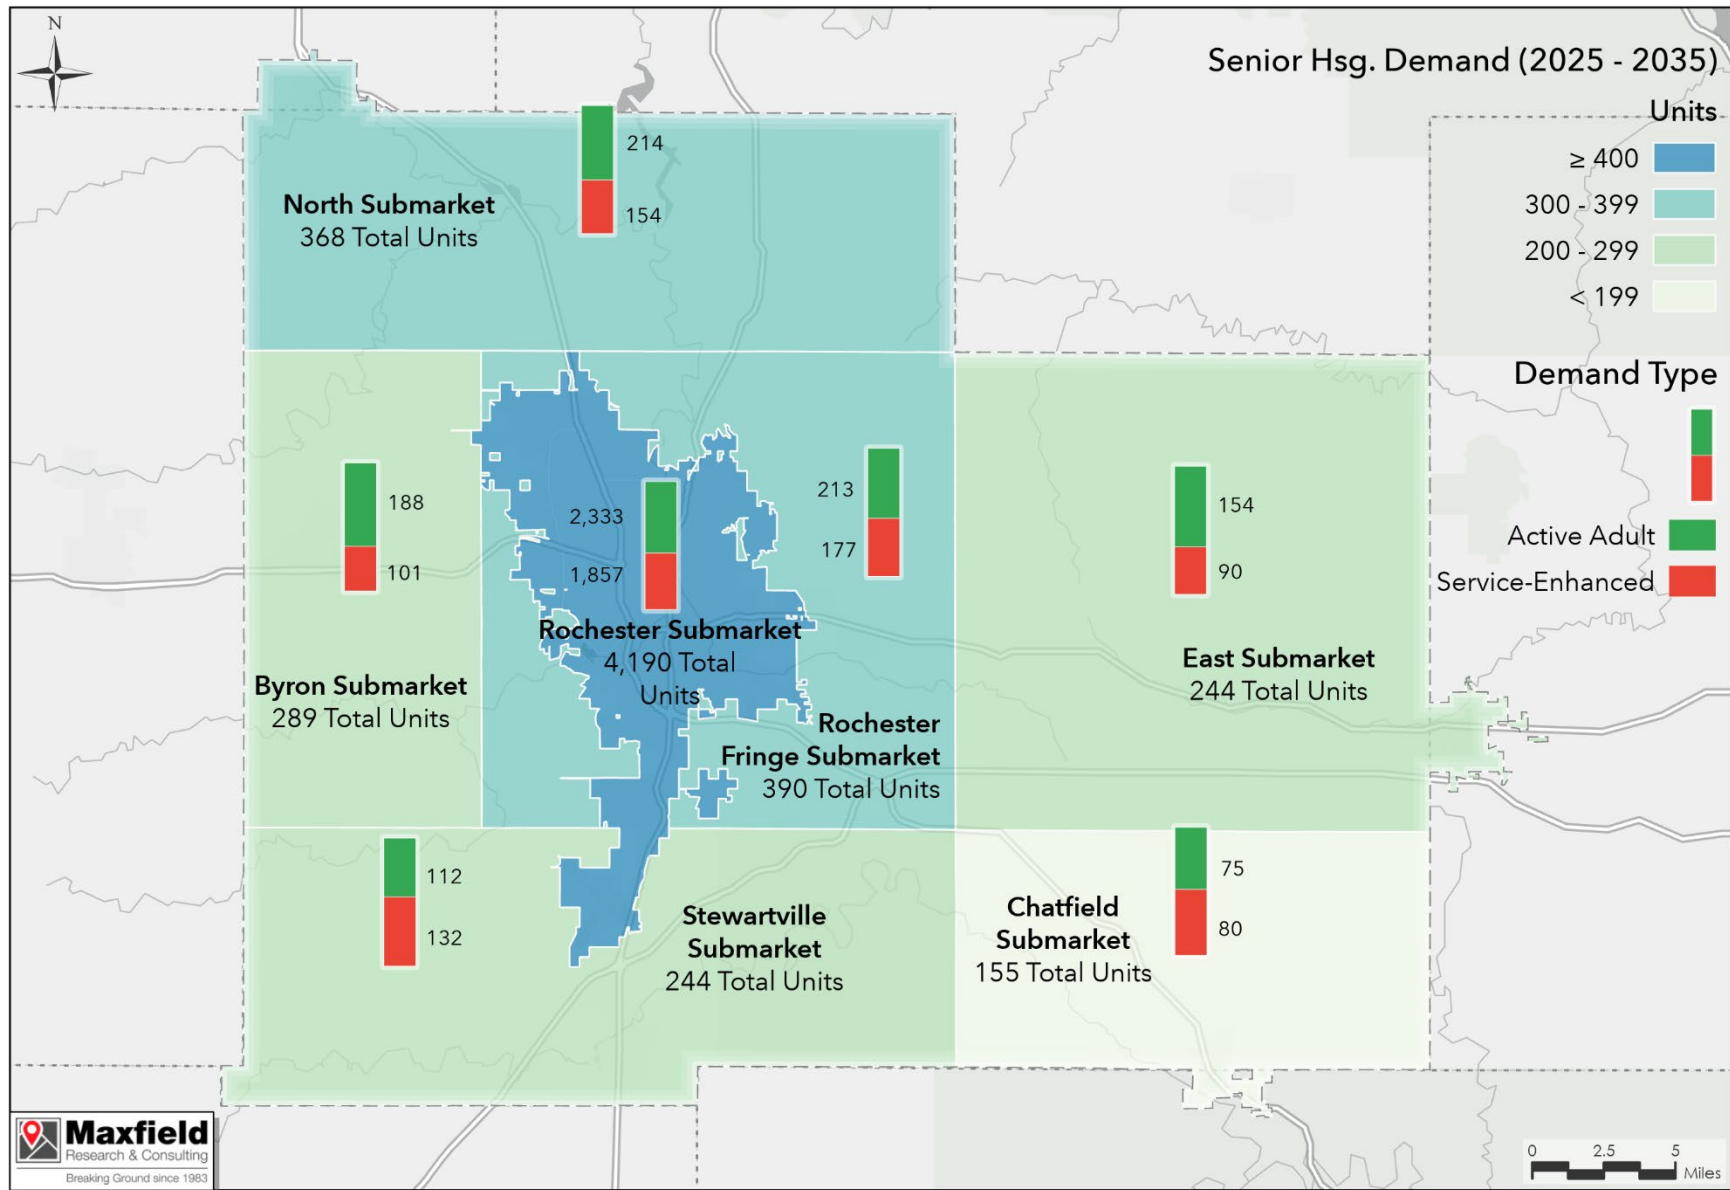 N
Senior Hsg. Demand (2025 - 2035)
Units
≥ 400
300 - 399
200 - 299
< 199
Demand Type
Active Adult
Service-Enhanced
214
154
North Submarket
368 Total Units
188
101
Byron Submarket
289 Total Units
2,333
1,857
Rochester Submarket
4,190 Total
Units
213
177
Rochester
Fringe Submarket
390 Total Units
154
90
East Submarket
244 Total Units
112
132
Stewartville
Submarket
244 Total Units
75
80
Chatfield
Submarket
155 Total Units
Maxfield
Research & Consulting
Breaking Ground since 1983
0 2.5 5
Miles